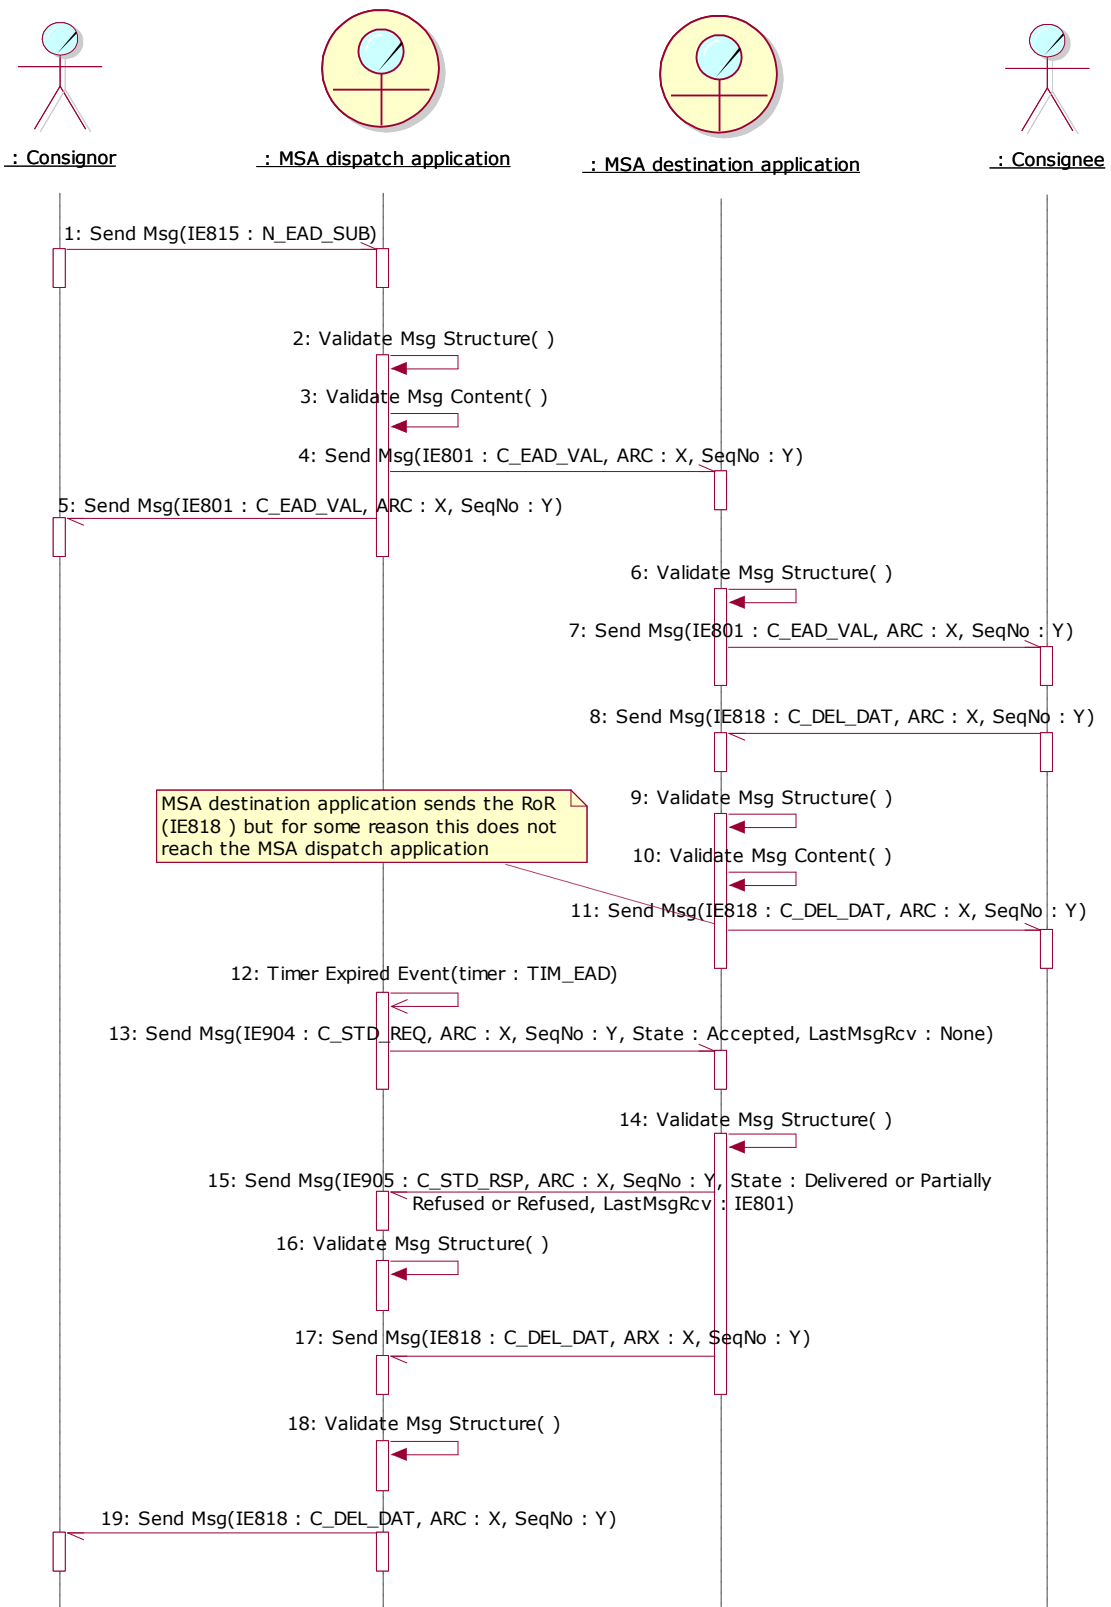 : Consignor
: MSA dispatch application
: MSA destination application
: Consignee
1: Send Msg(IE815 : N_EAD_SUB)
2: Validate Msg Structure( )
3: Validate Msg Content( )
4: Send Msg(IE801 : C_EAD_VAL, ARC : X, SeqNo : Y)
5: Send Msg(IE801 : C_EAD_VAL, ARC : X, SeqNo : Y)
6: Validate Msg Structure( )
7: Send Msg(IE801 : C_EAD_VAL, ARC : X, SeqNo : Y)
8: Send Msg(IE818 : C_DEL_DAT, ARC : X, SeqNo : Y)
MSA destination application sends the RoR
(IE818 ) but for some reason this does not
reach the MSA dispatch application
9: Validate Msg Structure( )
10: Validate Msg Content( )
11: Send Msg(IE818 : C_DEL_DAT, ARC : X, SeqNo : Y)
12: Timer Expired Event(timer : TIM_EAD)
13: Send Msg(IE904 : C_STD_REQ, ARC : X, SeqNo : Y, State : Accepted, LastMsgRcv : None)
14: Validate Msg Structure( )
15: Send Msg(IE905 : C_STD_RSP, ARC : X, SeqNo : Y, State : Delivered or Partially
Refused or Refused, LastMsgRcv : IE801)
16: Validate Msg Structure( )
17: Send Msg(IE818 : C_DEL_DAT, ARX : X, SeqNo : Y)
18: Validate Msg Structure( )
19: Send Msg(IE818 : C_DEL_DAT, ARC : X, SeqNo : Y)